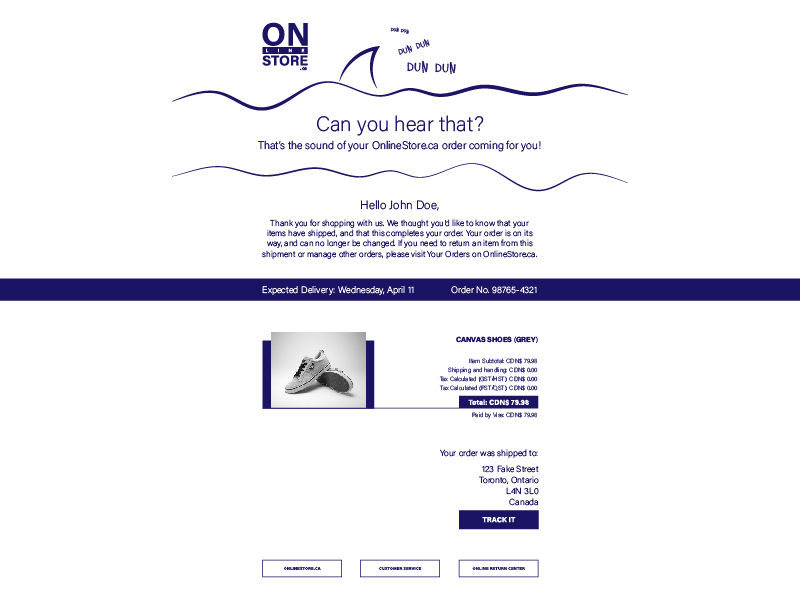 ON
LINE
STORE
.ca
DUN DUN
DUN DUN
DUN DUN
Can you hear that?
That's the sound of your OnlineStore.ca order coming for you!
Hello John Doe,
Thank you for shopping with us. We thought you'd like to know that your
items have shipped, and that this completes your order. Your order is on its
way, and can no longer be changed. If you need to return an item from this
shipment or manage other orders, please visit Your Orders on OnlineStore.ca.
Expected Delivery: Wednesday, April 11
Order No. 98765-4321
CANVAS SHOES (GREY)
Item Subtotal: CDN$ 79.98
Shipping and handling: CDN$ 0.00
Tax Calculated (GST/HST): CDN$ 0.00
Tax Calculated (PST/QST): CDN$ 0.00
Total: CDN$ 79.98
Paid by Visa: CDN$ 79.98
Your order was shipped to:
123 Fake Street
Toronto, Ontario
L4N 3L0
Canada
TRACK IT
ONLINESTORE.CA
CUSTOMER SERVICE
ONLINE RETURN CENTER